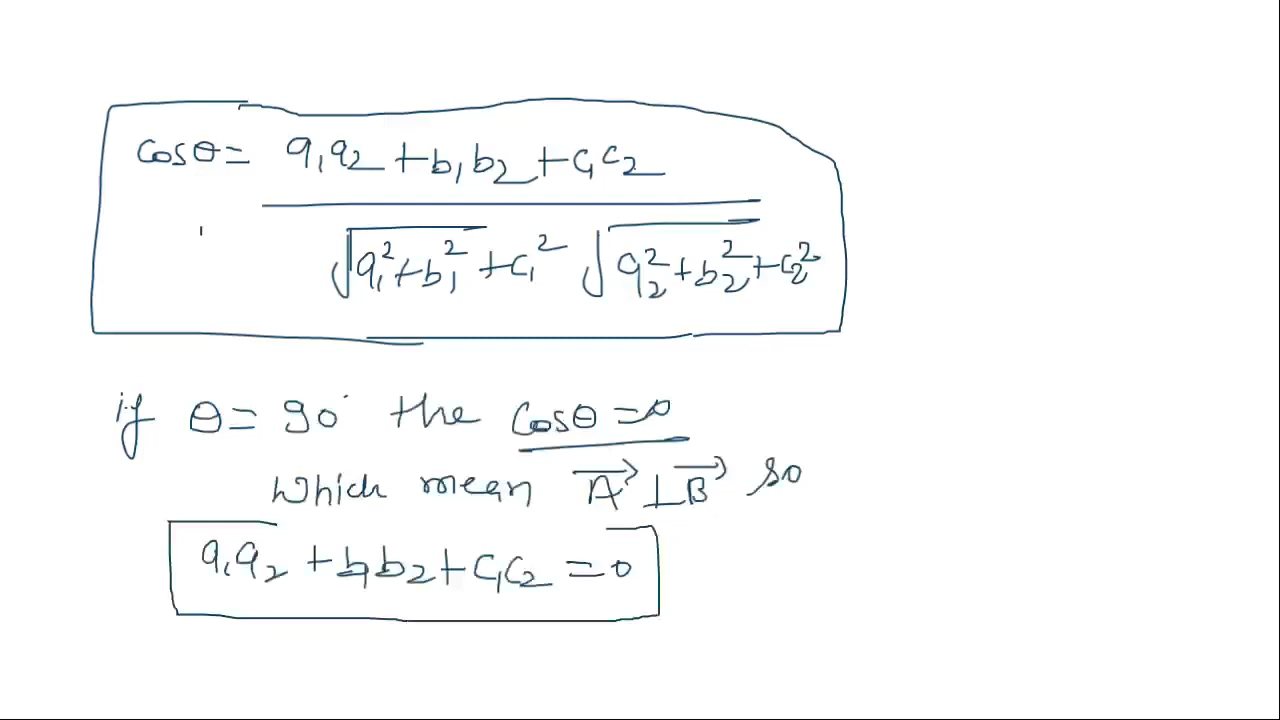 cosθ = a₁a₂ + b₁b₂ + c₁c₂
√a₁² + b₁² + c₁² √a₂² + b₂² + c₂²
if θ = 90° the cosθ = 0
which mean A⃗ ⊥ B⃗ so
a₁a₂ + b₁b₂ + c₁c₂ = 0